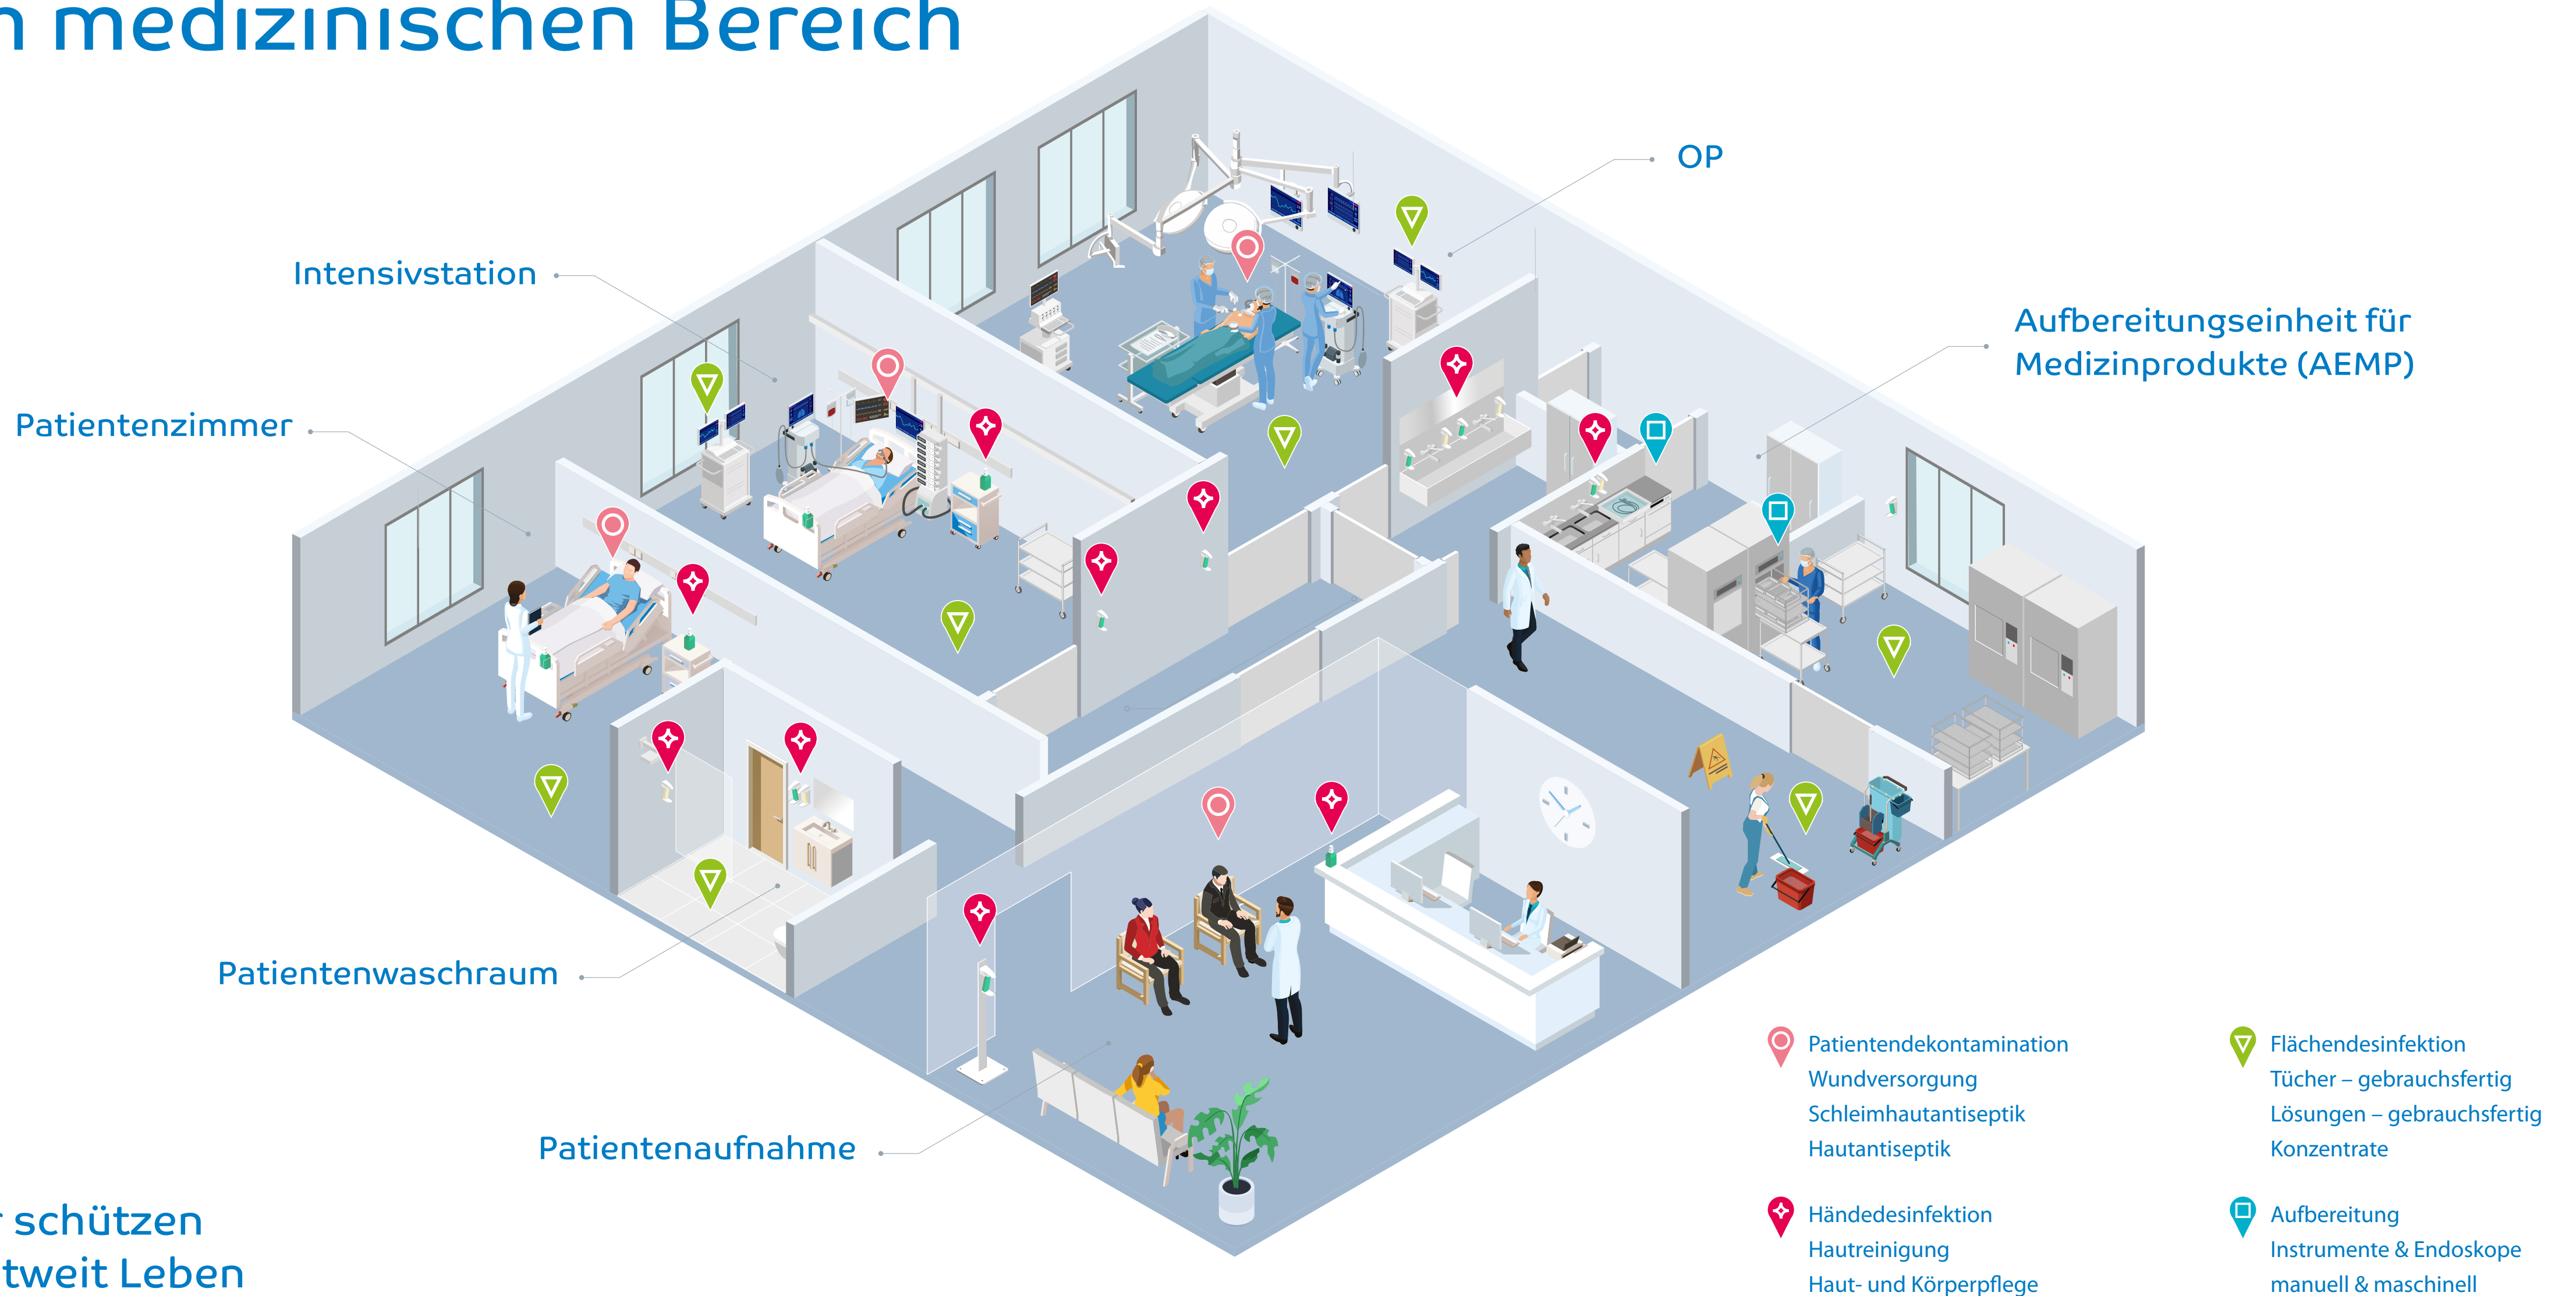 medizinischen Bereich
OP
Intensivstation
Aufbereitungseinheit für
Medizinprodukte (AEMP)
Patientenzimmer
Patientenwaschraum
Patientenaufnahme
schützen
tweit Leben
Patientendekontamination
Wundversorgung
Schleimhautantiseptik
Hautantiseptik
Flächendesinfektion
Tücher – gebrauchsfertig
Lösungen – gebrauchsfertig
Konzentrate
Händedesinfektion
Hautreinigung
Haut- und Körperpflege
Aufbereitung
Instrumente & Endoskope
manuell & maschinell